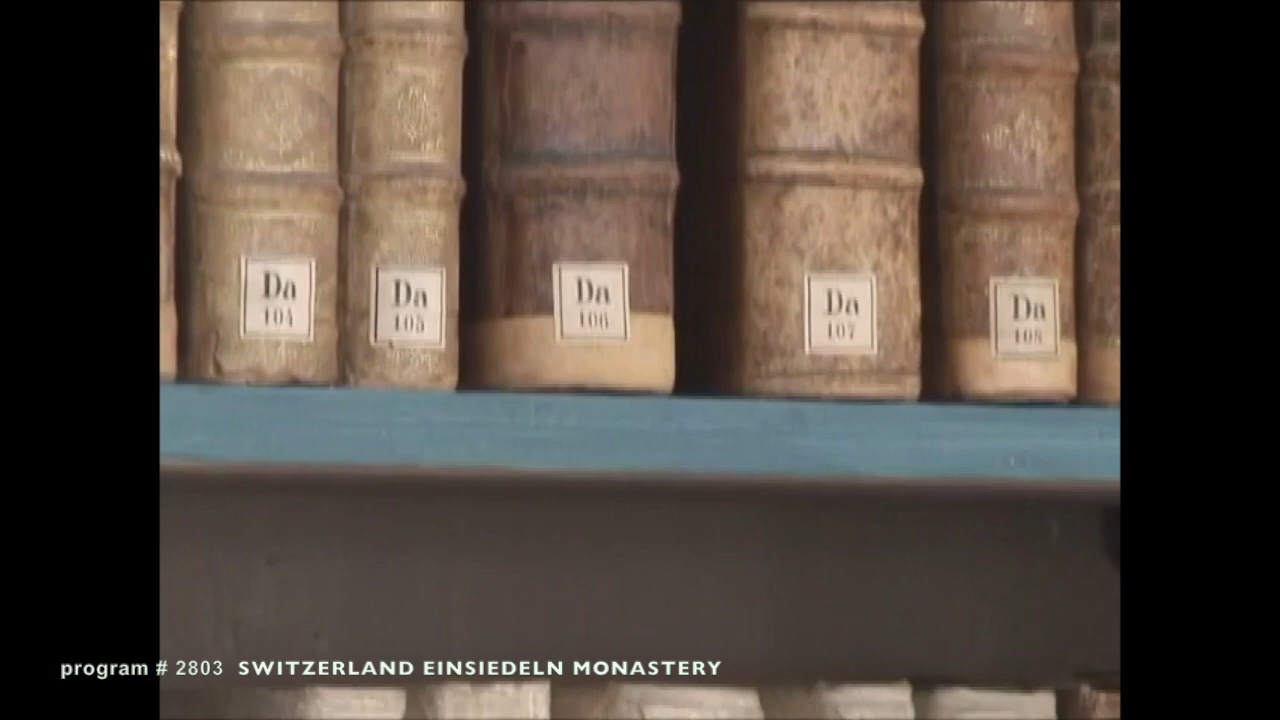 Da
104
Da
105
Da
106
Da
107
Da
108
program # 2803 SWITZERLAND EINSIEDELN MONASTERY